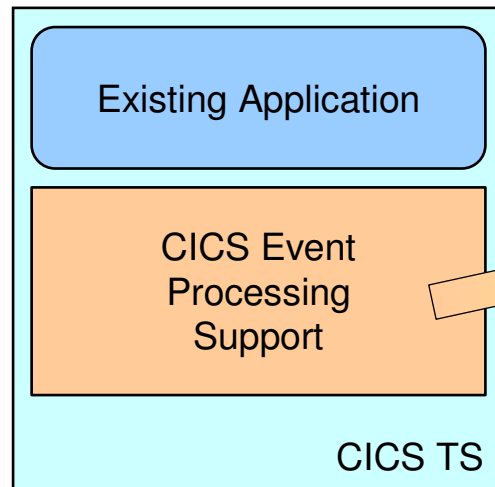 Existing Application
CICS Event
Processing
Support
CICS TS